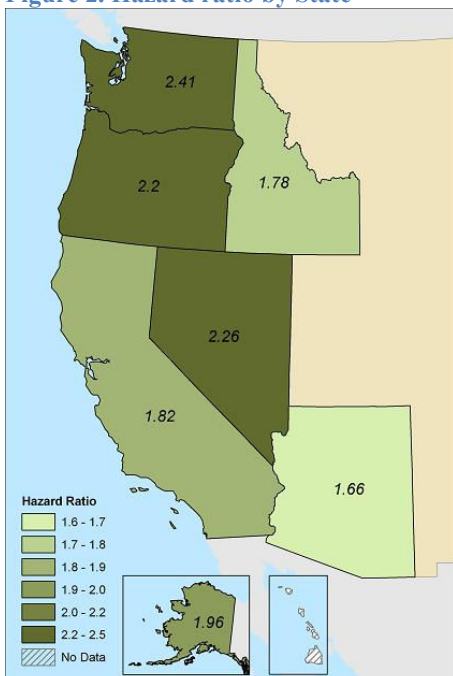 Figure 2. Hazard ratio by State
2.41
2.2
1.78
2.26
1.82
1.66
Hazard Ratio
1.6 - 1.7
1.7 - 1.8
1.8 - 1.9
1.9 - 2.0
2.0 - 2.2
2.2 - 2.5
No Data
1.96